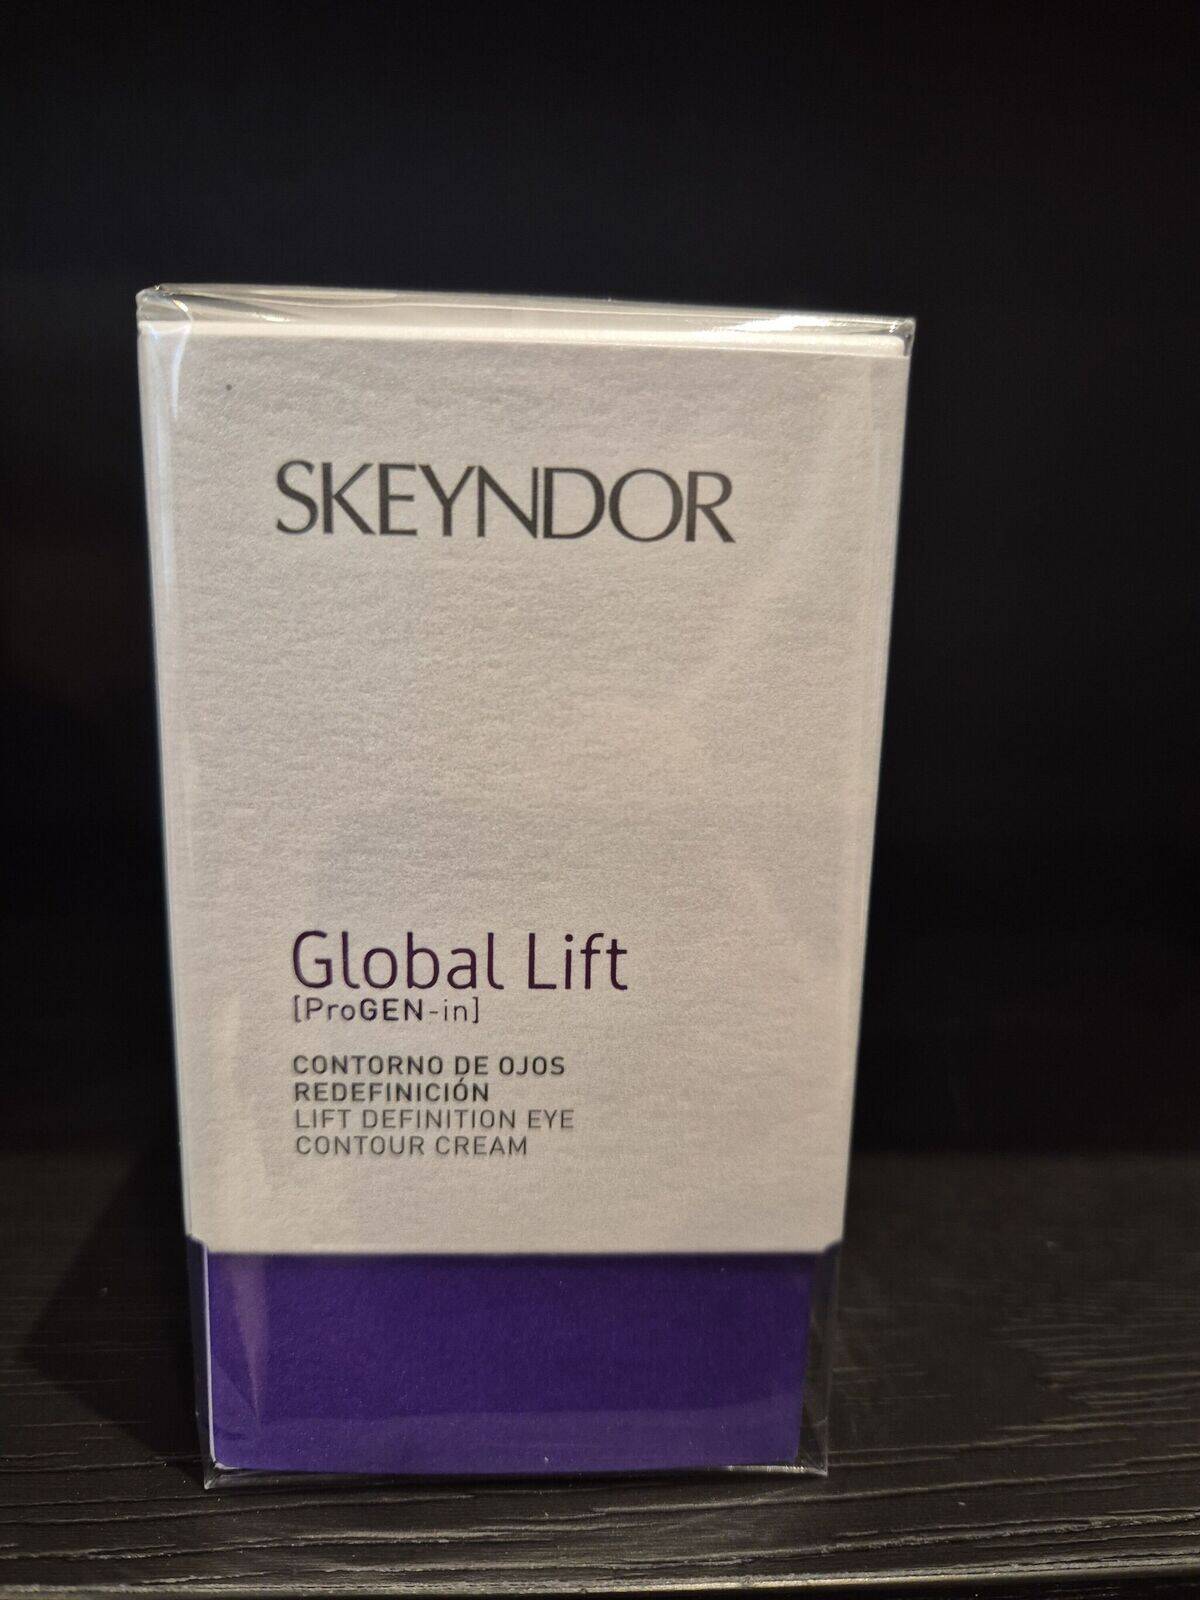 SKEYNDOR
Global Lift
[ProGEN-in]
CONTORNO DE OJOS
REDEFINICIÓN
LIFT DEFINITION EYE
CONTOUR CREAM